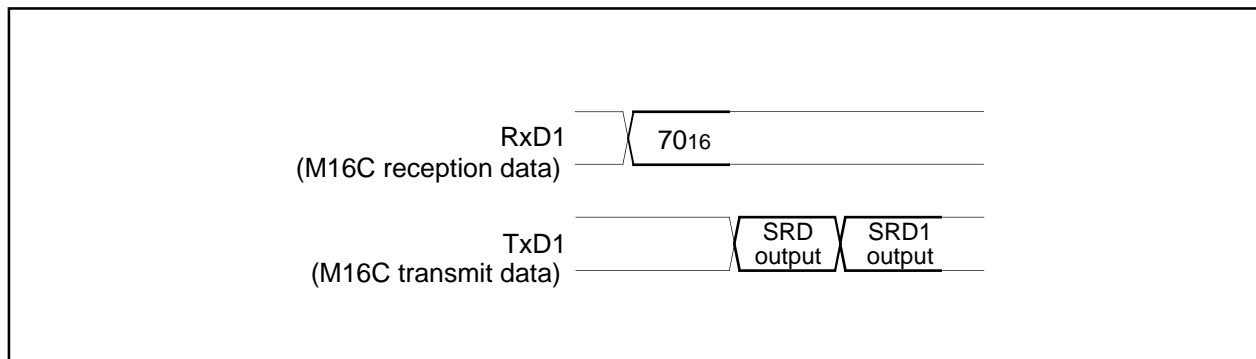 RxD1
(M16C reception data)
7016
TxD1
(M16C transmit data)
SRD
output
SRD1
output